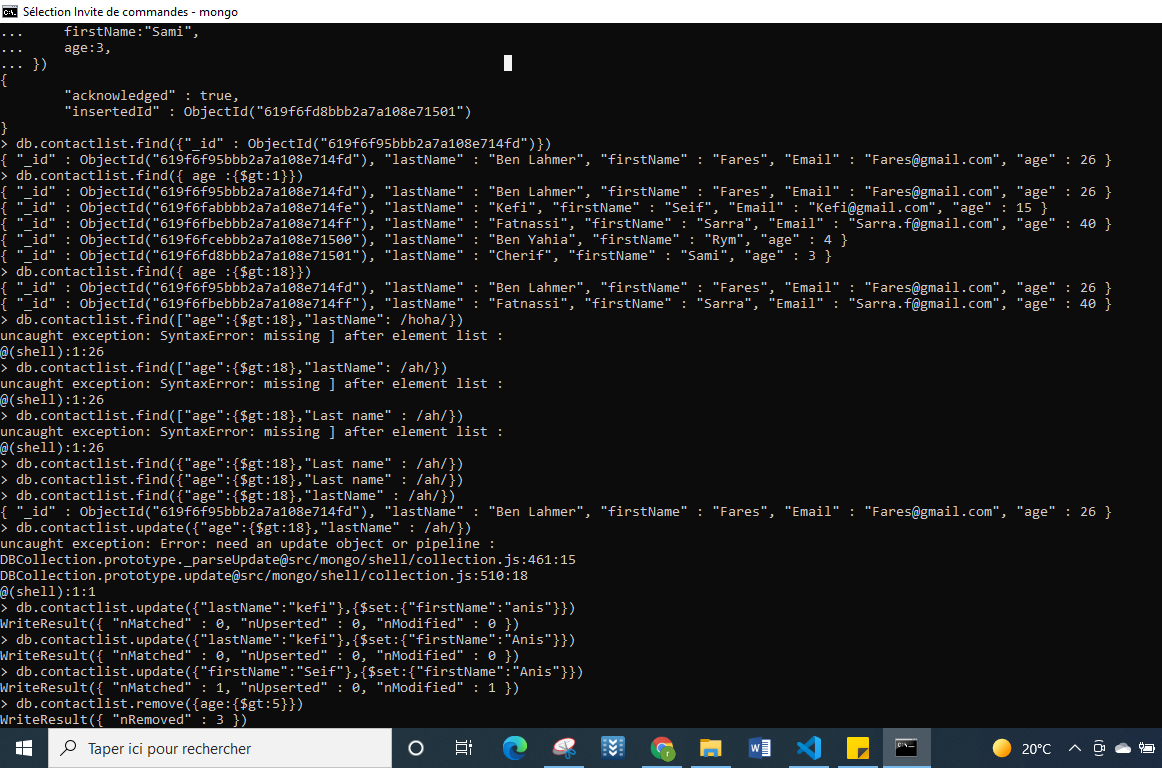 Sélection Invite de commandes - mongo
...     firstName:"Sami",
...     age:3,
... })
{
        "acknowledged" : true,
        "insertedId" : ObjectId("619f6fd8bbb2a7a108e71501")
}
> db.contactlist.find({"_id" : ObjectId("619f6f95bbb2a7a108e714fd")})
{ "_id" : ObjectId("619f6f95bbb2a7a108e714fd"), "lastName" : "Ben Lahmer", "firstName" : "Fares", "Email" : "Fares@gmail.com", "age" : 26 }
> db.contactlist.find({ age :{$gt:1}})
{ "_id" : ObjectId("619f6f95bbb2a7a108e714fd"), "lastName" : "Ben Lahmer", "firstName" : "Fares", "Email" : "Fares@gmail.com", "age" : 26 }
{ "_id" : ObjectId("619f6fabbbb2a7a108e714fe"), "lastName" : "Kefi", "firstName" : "Seif", "Email" : "Kefi@gmail.com", "age" : 15 }
{ "_id" : ObjectId("619f6fbebbb2a7a108e714ff"), "lastName" : "Fatnassi", "firstName" : "Sarra", "Email" : "Sarra.f@gmail.com", "age" : 40 }
{ "_id" : ObjectId("619f6fcebbb2a7a108e71500"), "lastName" : "Ben Yahia", "firstName" : "Rym", "age" : 4 }
{ "_id" : ObjectId("619f6fd8bbb2a7a108e71501"), "lastName" : "Cherif", "firstName" : "Sami", "age" : 3 }
> db.contactlist.find({ age :{$gt:18}})
{ "_id" : ObjectId("619f6f95bbb2a7a108e714fd"), "lastName" : "Ben Lahmer", "firstName" : "Fares", "Email" : "Fares@gmail.com", "age" : 26 }
{ "_id" : ObjectId("619f6fbebbb2a7a108e714ff"), "lastName" : "Fatnassi", "firstName" : "Sarra", "Email" : "Sarra.f@gmail.com", "age" : 40 }
> db.contactlist.find(["age":{$gt:18},"lastName": /hoha/})
uncaught exception: SyntaxError: missing ] after element list :
@(shell):1:26
> db.contactlist.find(["age":{$gt:18},"lastName": /ah/})
uncaught exception: SyntaxError: missing ] after element list :
@(shell):1:26
> db.contactlist.find(["age":{$gt:18},"Last name" : /ah/})
uncaught exception: SyntaxError: missing ] after element list :
@(shell):1:26
> db.contactlist.find({"age":{$gt:18},"Last name" : /ah/})
> db.contactlist.find({"age":{$gt:18},"Last name" : /ah/})
> db.contactlist.find({"age":{$gt:18},"lastName" : /ah/})
{ "_id" : ObjectId("619f6f95bbb2a7a108e714fd"), "lastName" : "Ben Lahmer", "firstName" : "Fares", "Email" : "Fares@gmail.com", "age" : 26 }
> db.contactlist.update({"age":{$gt:18},"lastName" : /ah/})
uncaught exception: Error: need an update object or pipeline :
DBCollection.prototype._parseUpdate@src/mongo/shell/collection.js:461:15
DBCollection.prototype.update@src/mongo/shell/collection.js:510:18
@(shell):1:1
> db.contactlist.update({"lastName":"kefi"},{$set:{"firstName":"anis"}})
WriteResult({ "nMatched" : 0, "nUpserted" : 0, "nModified" : 0 })
> db.contactlist.update({"lastName":"kefi"},{$set:{"firstName":"Anis"}})
WriteResult({ "nMatched" : 0, "nUpserted" : 0, "nModified" : 0 })
> db.contactlist.update({"firstName":"Seif"},{$set:{"firstName":"Anis"}})
WriteResult({ "nMatched" : 1, "nUpserted" : 0, "nModified" : 1 })
> db.contactlist.remove({age:{$gt:5}})
WriteResult({ "nRemoved" : 3 })
Taper ici pour rechercher
20°C